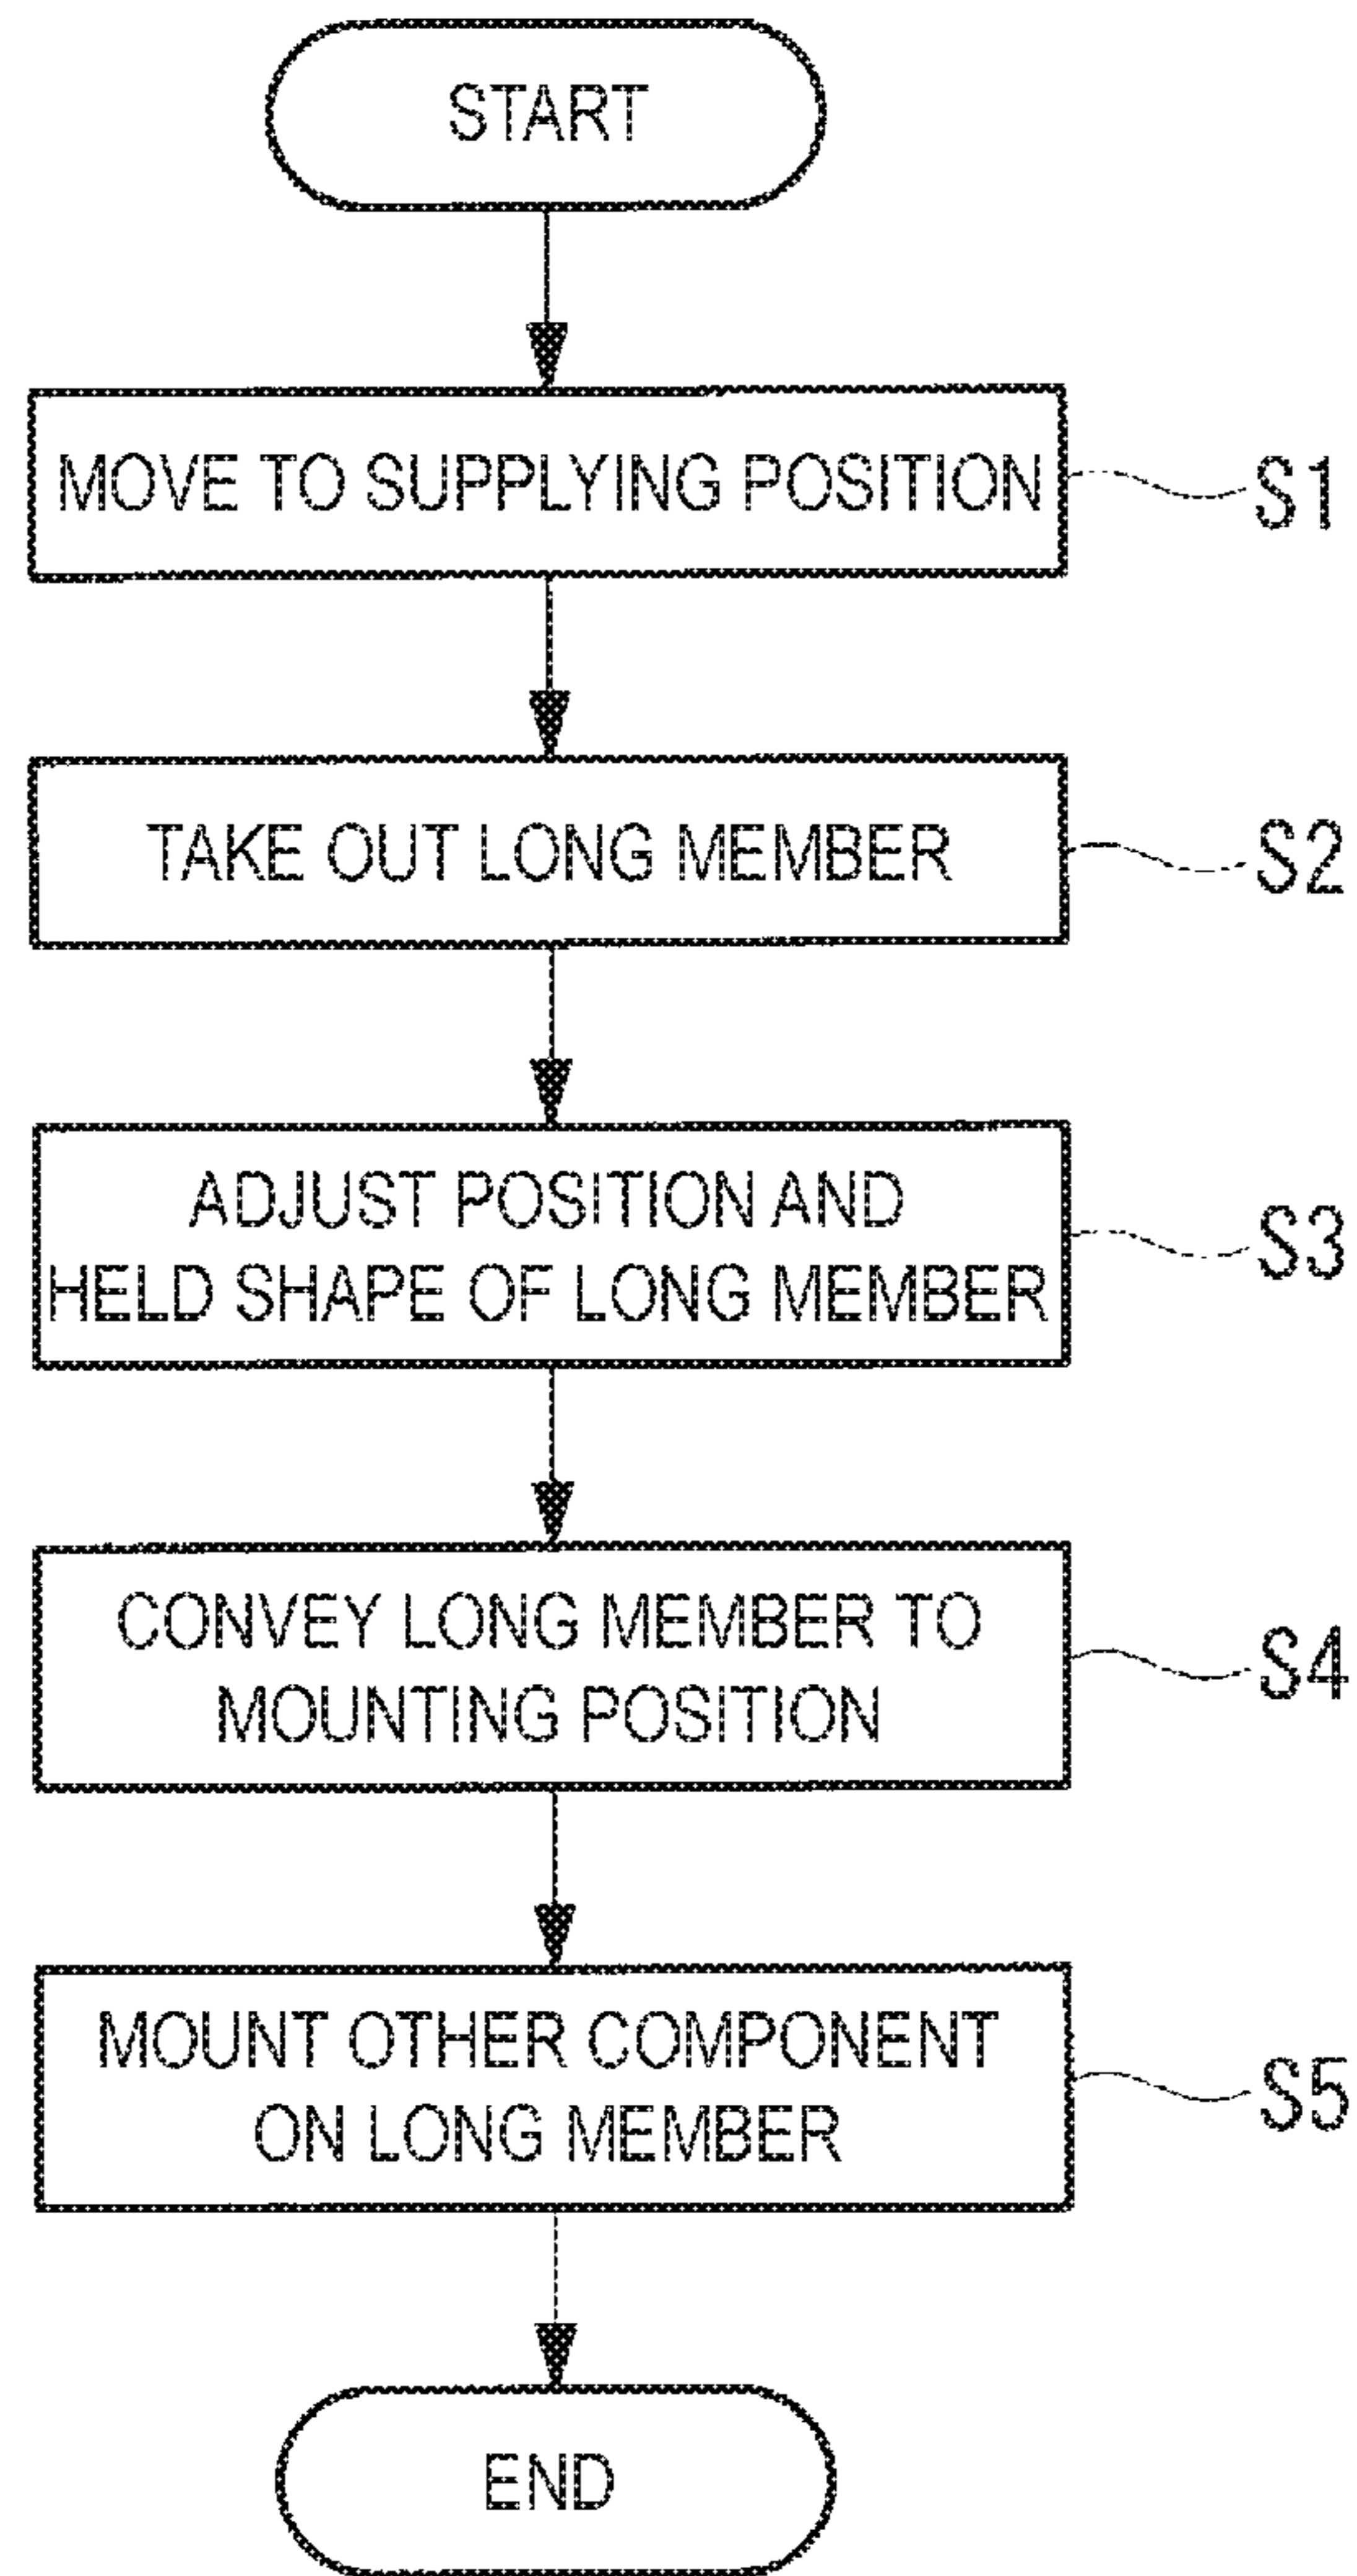 START
MOVE TO SUPPLYING POSITION
S1
TAKE OUT LONG MEMBER
S2
ADJUST POSITION AND
HELD SHAPE OF LONG MEMBER
S3
CONVEY LONG MEMBER TO
MOUNTING POSITION
S4
MOUNT OTHER COMPONENT
ON LONG MEMBER
S5
END